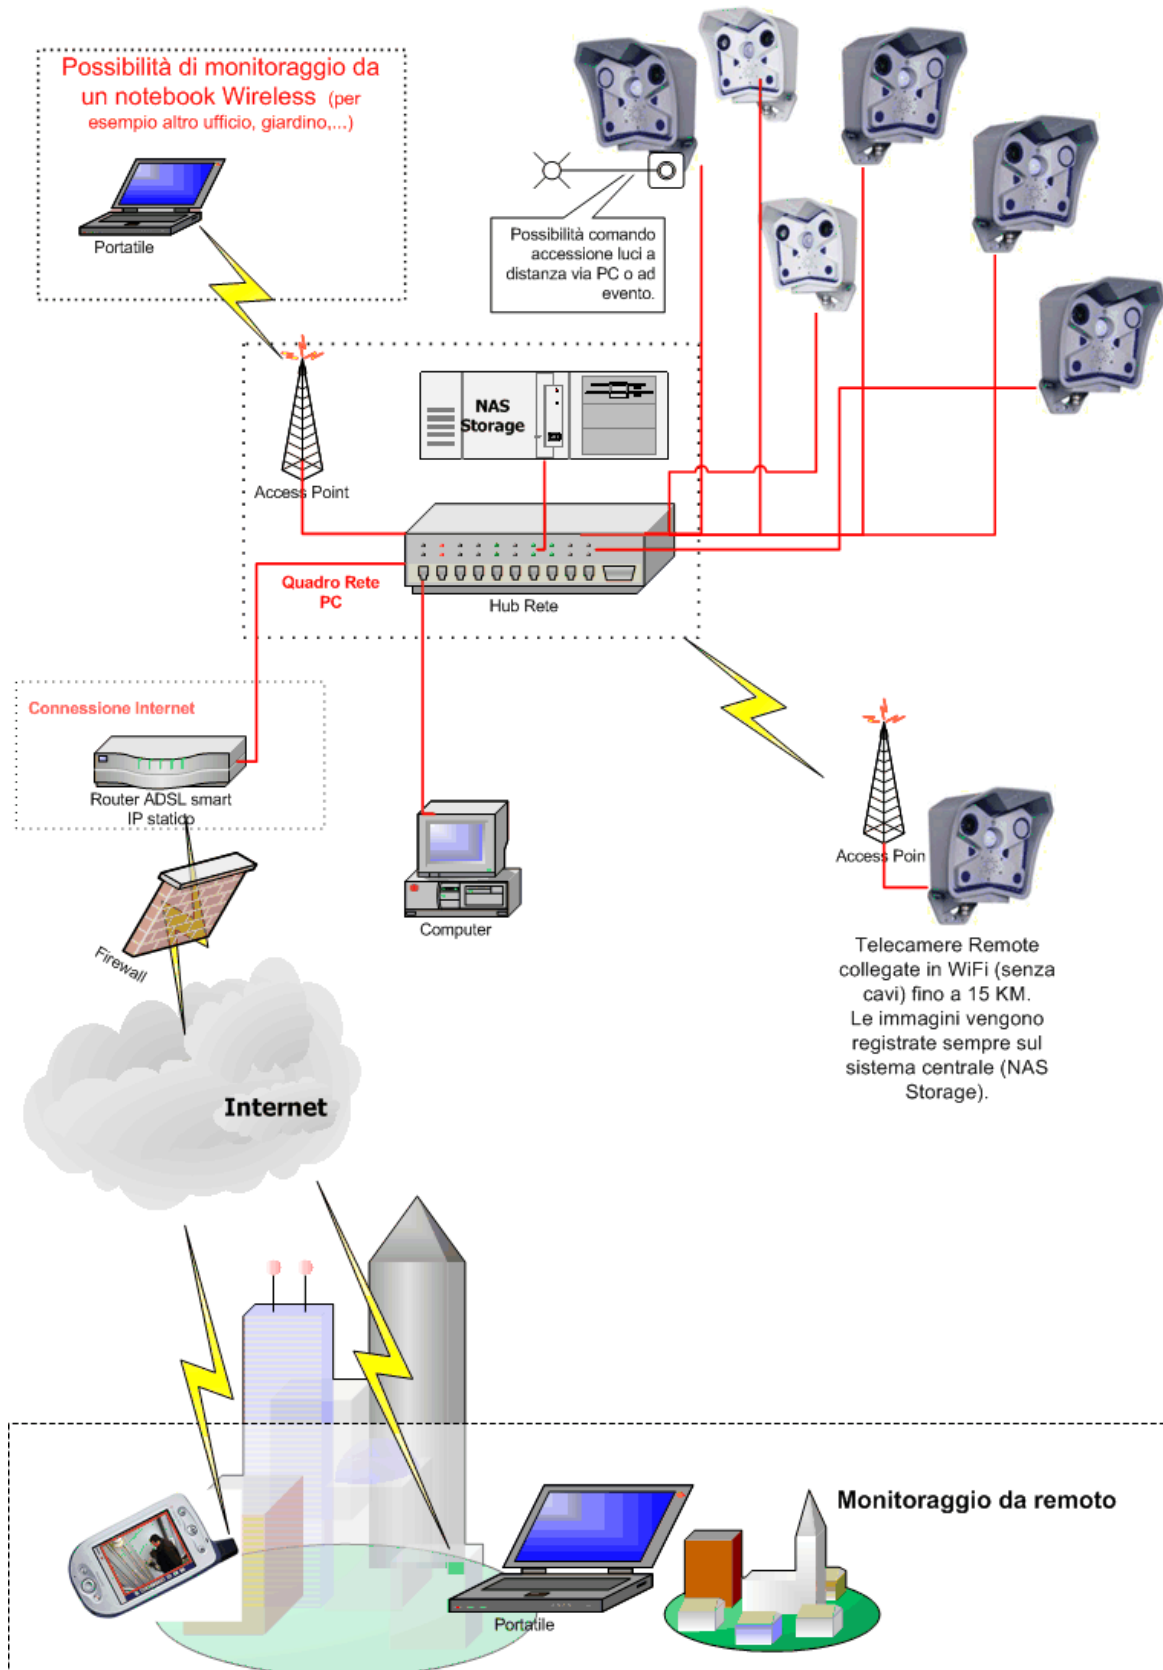 Possibilità di monitoraggio da
un notebook Wireless (per
esempio altro ufficio, giardino,...)
Portatile
Possibilità comando
accessione luci a
distanza via PC o ad
evento.
NAS
Storage
Access Point
Quadro Rete
PC
Hub Rete
Connessione Internet
Router ADSL smart
IP statico
Firewall
Computer
Access Poin
Telecamere Remote
collegate in WiFi (senza
cavi) fino a 15 KM.
Le immagini vengono
registrate sempre sul
sistema centrale (NAS
Storage).
Internet
Monitoraggio da remoto
Portatile